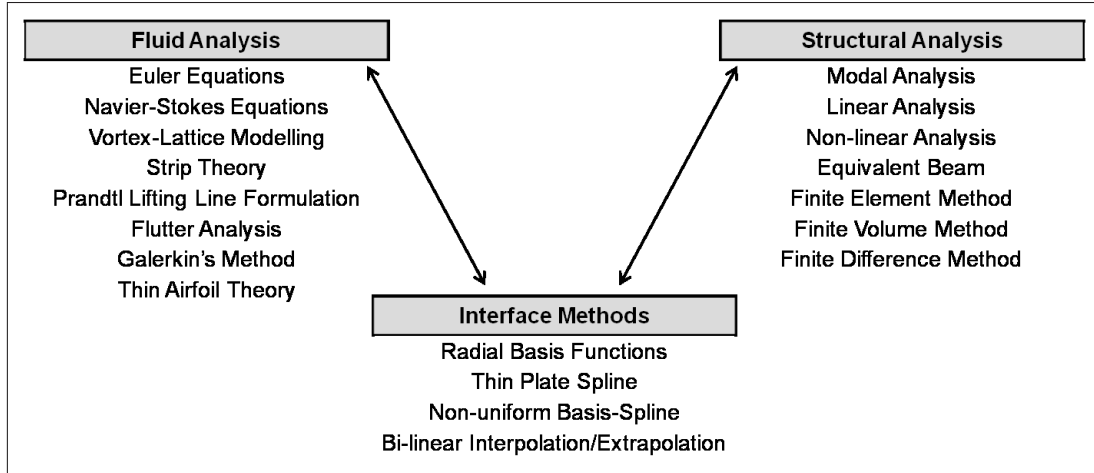 Fluid Analysis
Euler Equations
Navier-Stokes Equations
Vortex-Lattice Modelling
Strip Theory
Prandtl Lifting Line Formulation
Flutter Analysis
Galerkin's Method
Thin Airfoil Theory
Structural Analysis
Modal Analysis
Linear Analysis
Non-linear Analysis
Equivalent Beam
Finite Element Method
Finite Volume Method
Finite Difference Method
Interface Methods
Radial Basis Functions
Thin Plate Spline
Non-uniform Basis-Spline
Bi-linear Interpolation/Extrapolation